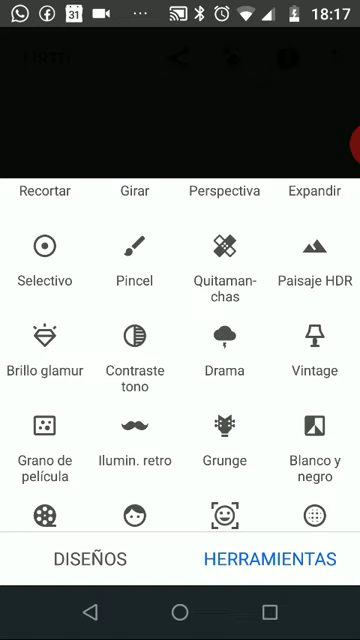 31
18:17
Recortar Girar Perspectiva Expandir
Selectivo Pincel Quitaman- Paisaje HDR
chas
Brillo glamur Contraste Drama Vintage
tono
Grano de Ilumin. retro Grunge Blanco y
película negro
DISEÑOS HERRAMIENTAS